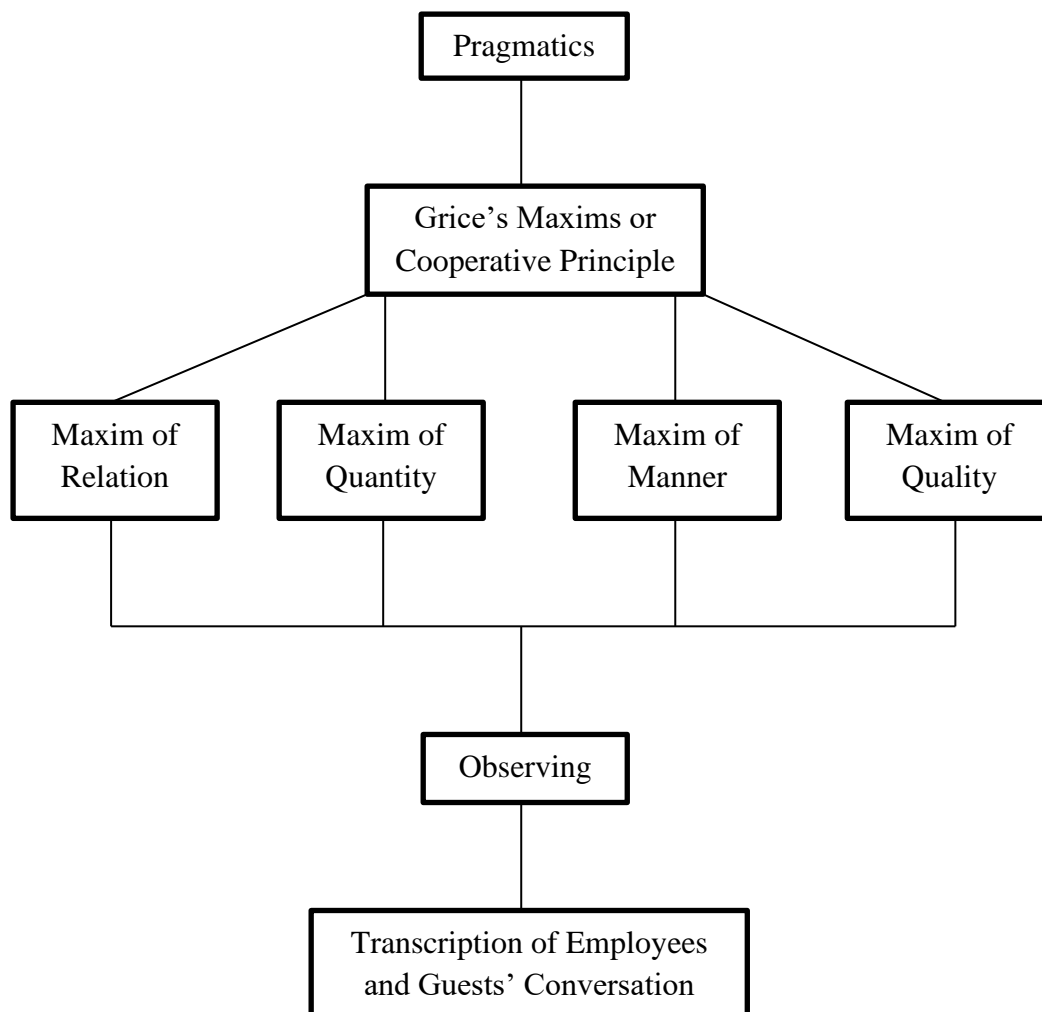 Pragmatics
Grice’s Maxims or
Cooperative Principle
Maxim of
Relation
Maxim of
Quantity
Maxim of
Manner
Maxim of
Quality
Observing
Transcription of Employees
and Guests’ Conversation